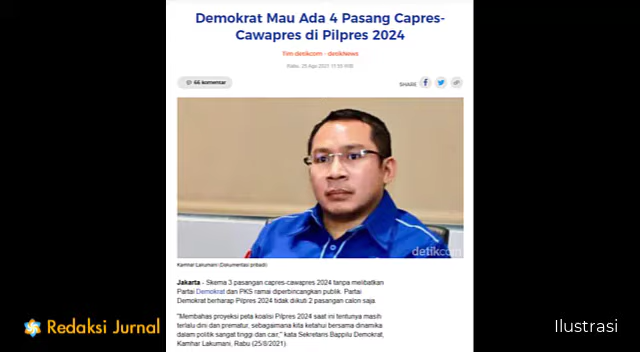 Demokrat Mau Ada 4 Pasang Capres-
Cawapres di Pilpres 2024
Tim detikcom - detikNews
Rabu, 25 Agu 2021 11:55 WIB
66 komentar
SHARE
detikcom
Kamhar Lakumani (Dokumentasi pribadi)
Jakarta - Skema 3 pasangan capres-cawapres 2024 tanpa melibatkan
Partai Demokrat dan PKS ramai diperbincangkan publik. Partai
Demokrat berharap Pilpres 2024 tidak diikuti 2 pasangan calon saja.
"Membahas proyeksi peta koalisi Pilpres 2024 saat ini tentunya masih
terlalu dini dan prematur, sebagaimana kita ketahui bersama dinamika
dalam politik sangat tinggi dan cair," kata Sekretaris Bappilu Demokrat,
Kamhar Lakumani, Rabu (25/8/2021).
Redaksi Jurnal
Ilustrasi